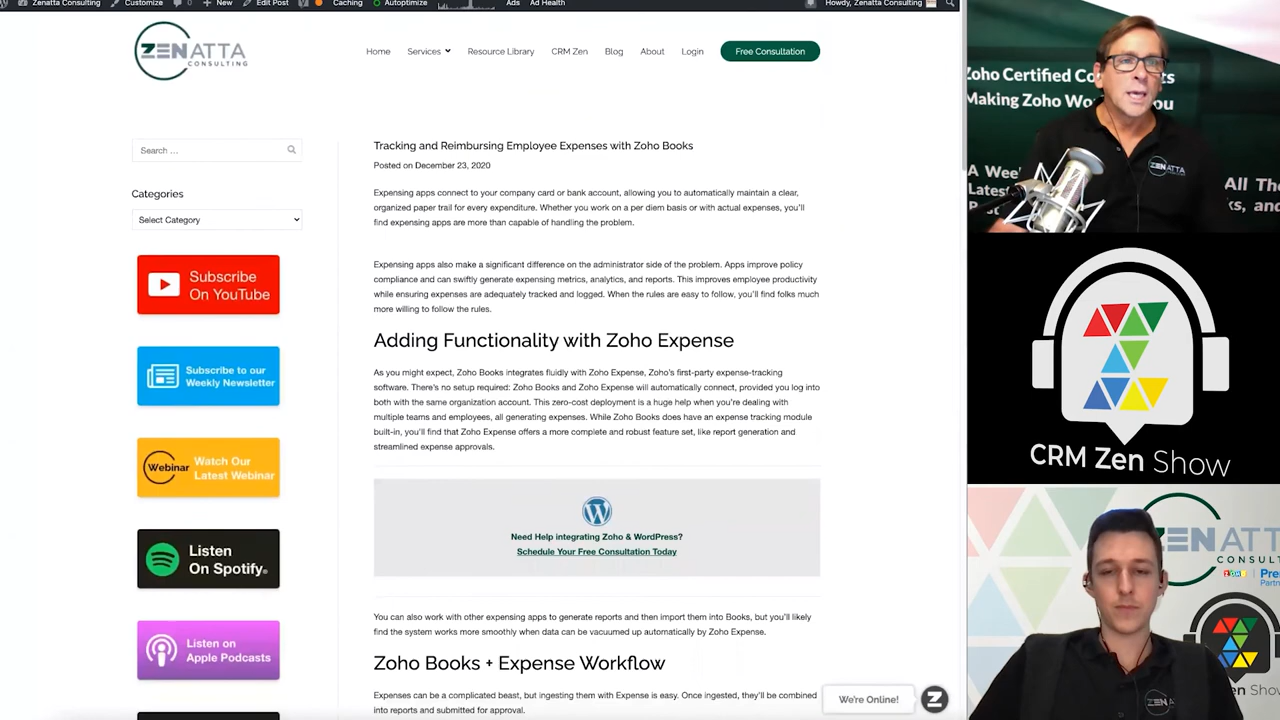 Zenatta Consulting
Customize
0
New
Edit Post
Caching
Autoptimize
Ads
Ad Health
Howdy, Zenatta Consulting
ZENATTA
CONSULTING
Home
Services
Resource Library
CRM Zen
Blog
About
Login
Free Consultation
Search ...
Categories
Select Category
Subscribe
On YouTube
Subscribe to our
Weekly Newsletter
Webinar
Watch Our
Latest Webinar
Listen
On Spotify®
Listen on
Apple Podcasts
Tracking and Reimbursing Employee Expenses with Zoho Books
Posted on December 23, 2020
Expensing apps connect to your company card or bank account, allowing you to automatically maintain a clear,
organized paper trail for every expenditure. Whether you work on a per diem basis or with actual expenses, you'll
find expensing apps are more than capable of handling the problem.
Expensing apps also make a significant difference on the administrator side of the problem. Apps improve policy
compliance and can swiftly generate expensing metrics, analytics, and reports. This improves employee productivity
while ensuring expenses are adequately tracked and logged. When the rules are easy to follow, you'll find folks much
more willing to follow the rules.
Adding Functionality with Zoho Expense
As you might expect, Zoho Books integrates fluidly with Zoho Expense, Zoho's first-party expense-tracking
software. There's no setup required: Zoho Books and Zoho Expense will automatically connect, provided you log into
both with the same organization account. This zero-cost deployment is a huge help when you're dealing with
multiple teams and employees, all generating expenses. While Zoho Books does have an expense tracking module
built-in, you'll find that Zoho Expense offers a more complete and robust feature set, like report generation and
streamlined expense approvals.
Need Help integrating Zoho & WordPress?
Schedule Your Free Consultation Today
You can also work with other expensing apps to generate reports and then import them into Books, but you'll likely
find the system works more smoothly when data can be vacuumed up automatically by Zoho Expense.
Zoho Books + Expense Workflow
Expenses can be a complicated beast, but ingesting them with Expense is easy. Once ingested, they'll be combined
into reports and submitted for approval.
We're Online!
Zoho Certified
Making Zoho
A Wee
Latest
All Th
CRM Zen Show
ZENATTA
CONSULTING